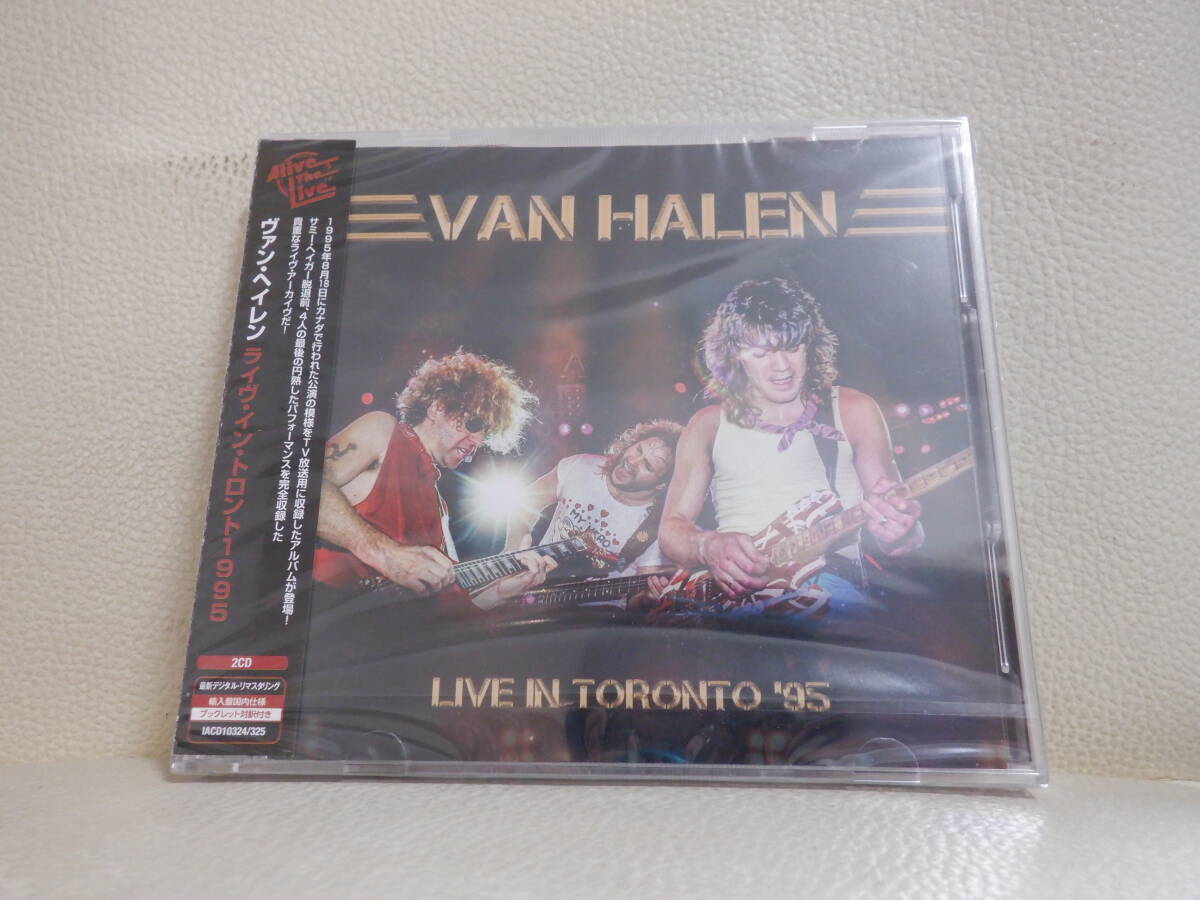 Alive The Live
ヴァン・ヘイレン ライヴ・イン・トロント1995
1995年8月18日にカナダで行われた公演の模様をTV放送用に収録したアルバムが登場!
サミー・ヘイガー脱退前、4人の最後の円熟したパフォーマンスを完全収録した
貴重なライヴ・アーカイヴだ!
2CD
最新デジタル・リマスタリング
輸入盤国内仕様
ブックレット対訳付き
IACD10324/325
VAN HALEN
MY
LIVE IN TORONTO '95